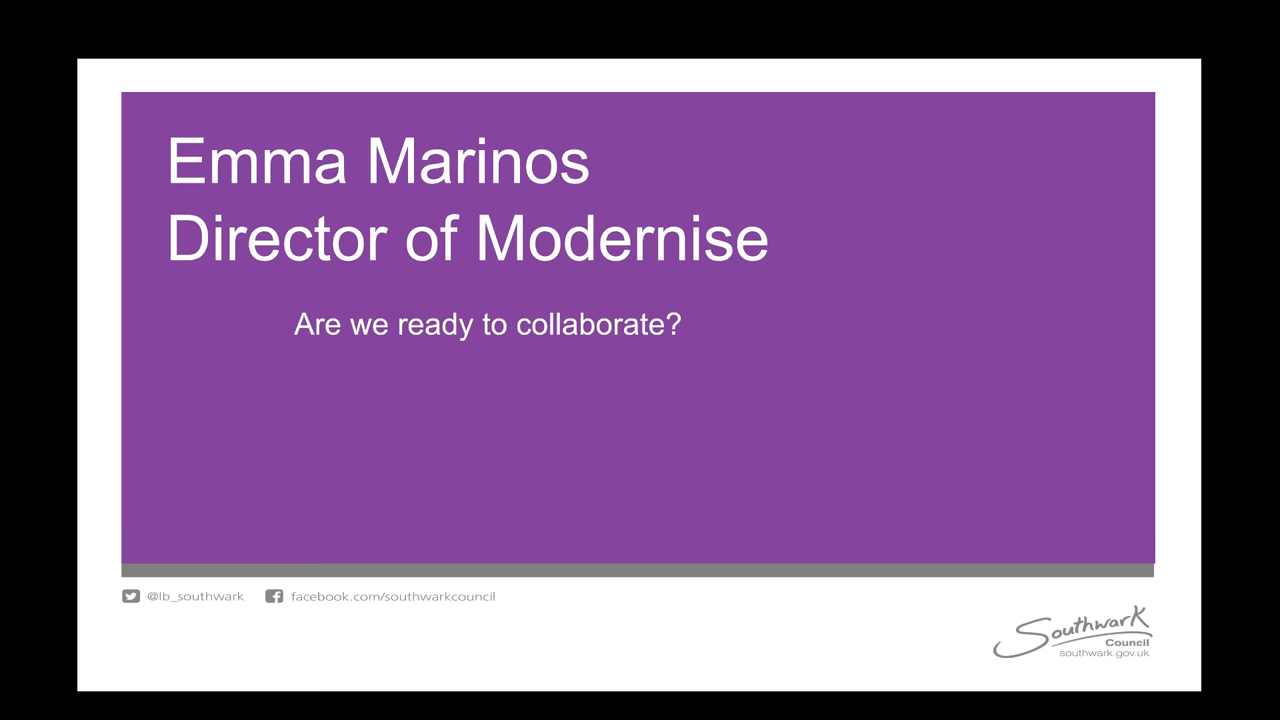 Emma Marinos
Director of Modernise
Are we ready to collaborate?
@lb_southwark facebook.com/southwarkcouncil
Southwark
Council
southwark.gov.uk